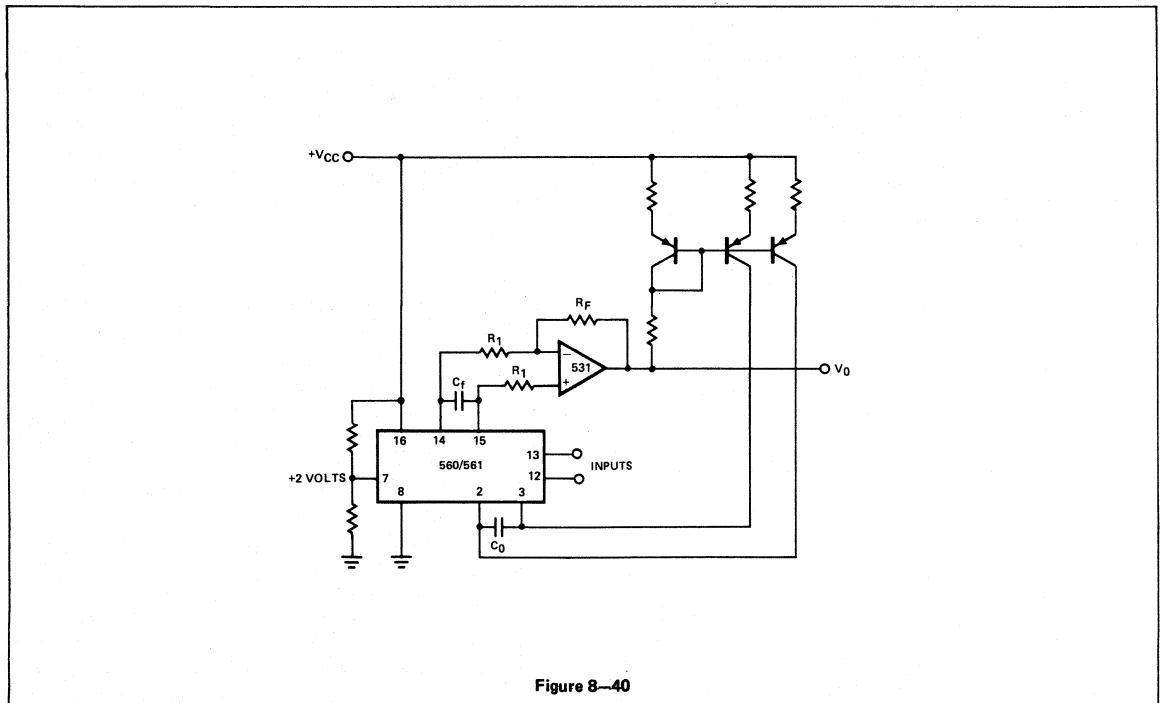 +VCC
RF
R1
−
531
+
R1
Cf
V0
16
14
15
560/561
13
12
INPUTS
+2 VOLTS
7
8
2
3
C0
Figure 8—40